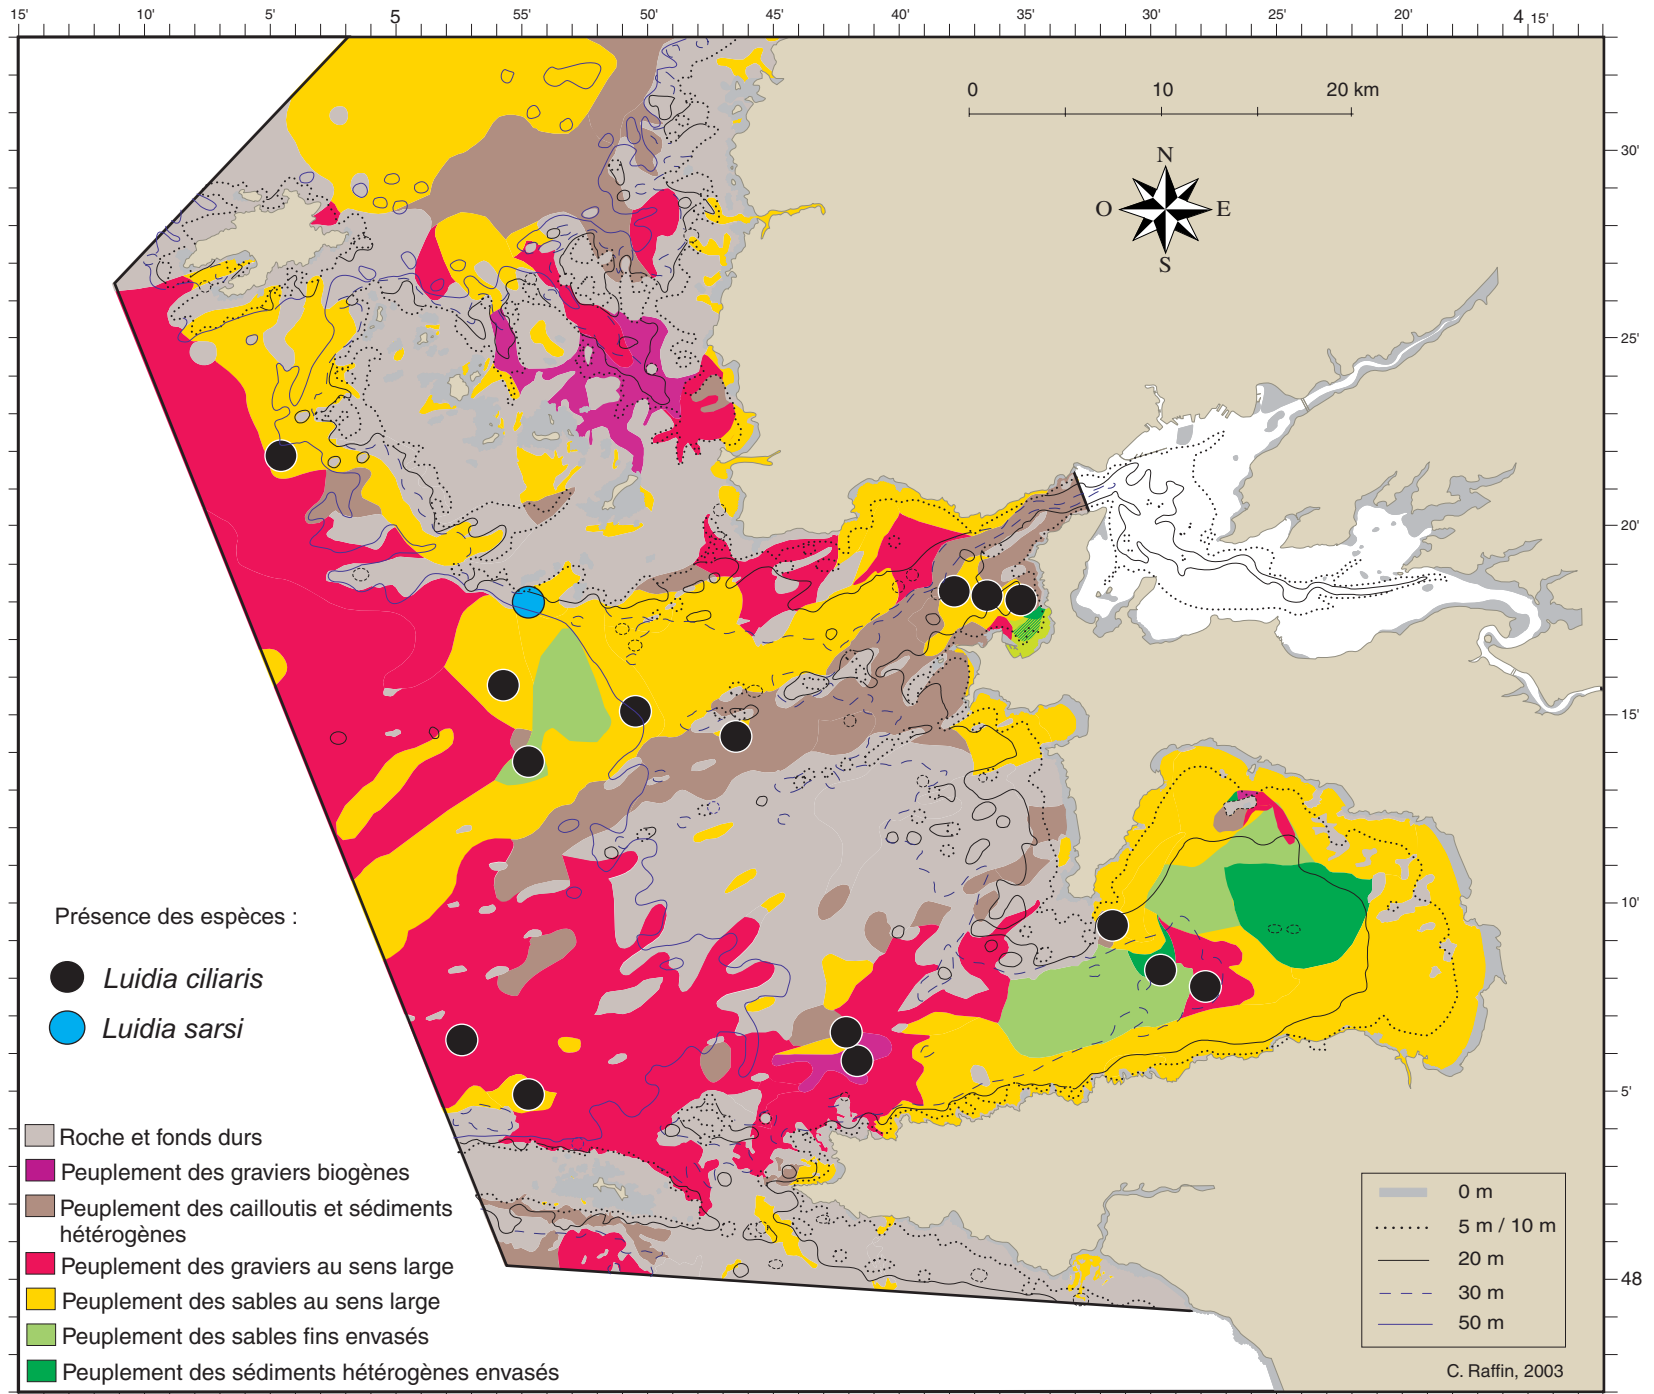 15' 10' 5' 5 55' 50' 45' 40' 35' 30' 25' 20' 4 15'
0 10 20 km
N
O E
S
30'
25'
20'
15'
10'
5'
48
Présence des espèces :
Luidia ciliaris
Luidia sarsi
Roche et fonds durs
Peuplement des graviers biogènes
Peuplement des cailloutis et sédiments
hétérogènes
Peuplement des graviers au sens large
Peuplement des sables au sens large
Peuplement des sables fins envasés
Peuplement des sédiments hétérogènes envasés
0 m
5 m / 10 m
20 m
30 m
50 m
C. Raffin, 2003